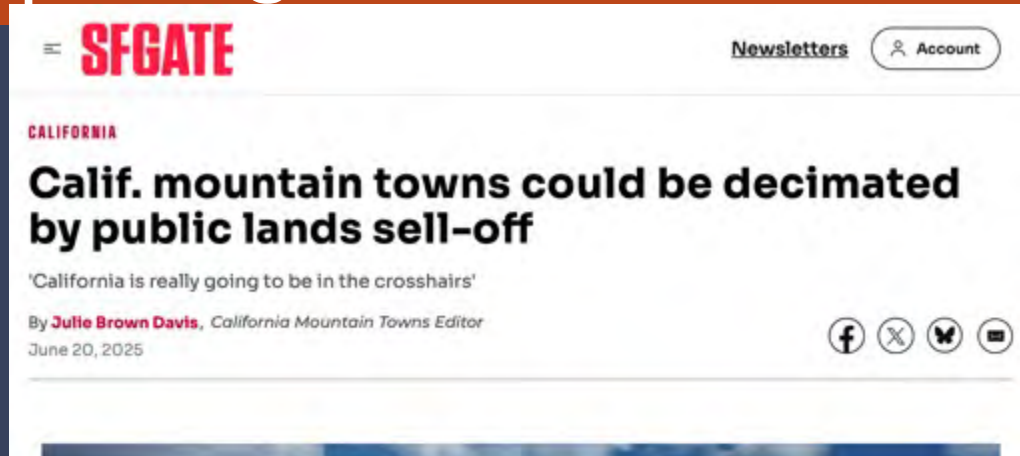 SFGATE
Newsletters
Account
CALIFORNIA
Calif. mountain towns could be decimated
by public lands sell-off
'California is really going to be in the crosshairs'
By Julie Brown Davis, California Mountain Towns Editor
June 20, 2025